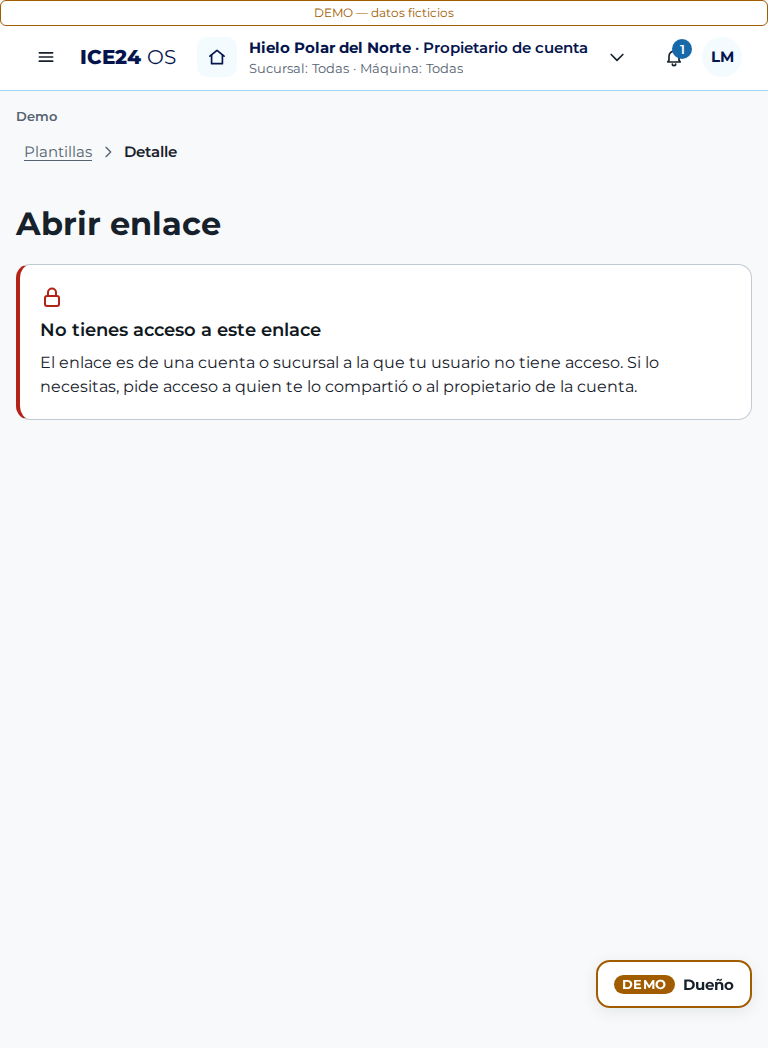 DEMO — datos ficticios
ICE24 OS
Hielo Polar del Norte · Propietario de cuenta
Sucursal: Todas · Máquina: Todas
1
LM
Demo
Plantillas > Detalle
Abrir enlace
No tienes acceso a este enlace
El enlace es de una cuenta o sucursal a la que tu usuario no tiene acceso. Si lo
necesitas, pide acceso a quien te lo compartió o al propietario de la cuenta.
DEMO Dueño